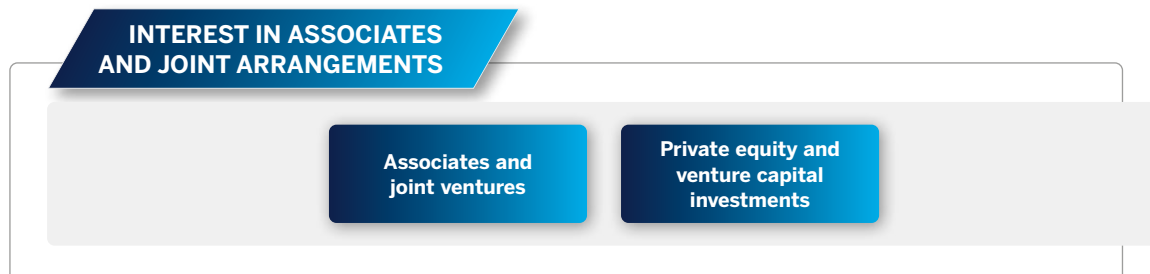 INTEREST IN ASSOCIATES
AND JOINT ARRANGEMENTS
Associates and
joint ventures
Private equity and
venture capital
investments